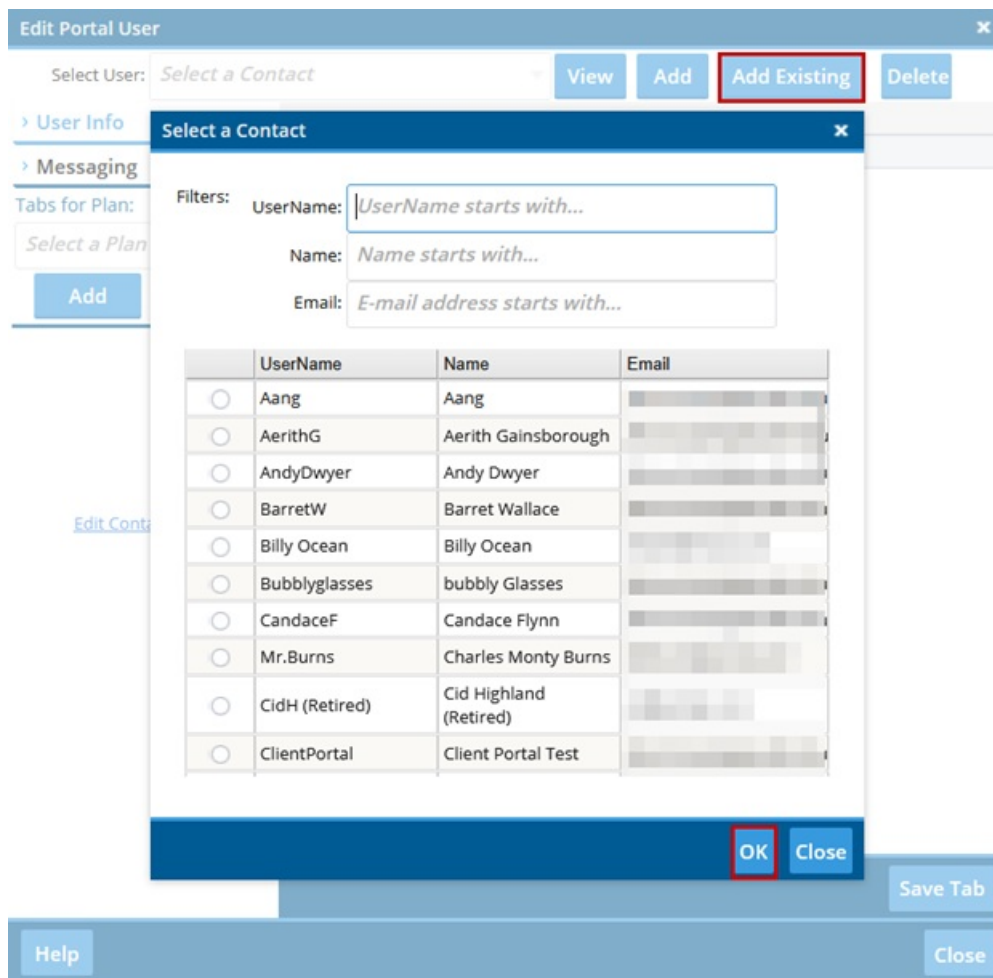 Edit Portal User
Select User: Select a Contact View Add Add Existing Delete
User Info
Select a Contact
Messaging
Filters: UserName: UserName starts with...
Tabs for Plan:
Name: Name starts with...
Select a Plan
Email: E-mail address starts with...
Add
UserName Name Email
Aang Aang
AerithG Aerith Gainsborough
AndyDwyer Andy Dwyer
BarretW Barret Wallace
Edit Conta
Billy Ocean Billy Ocean
Bubblyglasses bubbly Glasses
CandaceF Candace Flynn
Mr.Burns Charles Monty Burns
CidH (Retired) Cid Highland
(Retired)
ClientPortal Client Portal Test
OK Close
Save Tab
Help Close